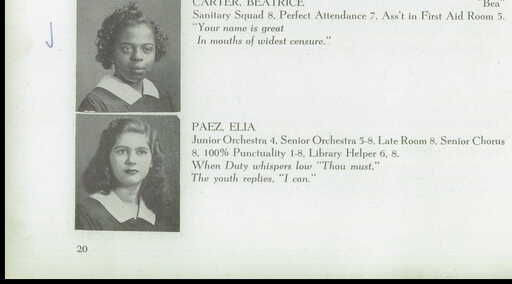 CARTER, BEATRICE "Bea"
Sanitary Squad 8, Perfect Attendance 7, Ass't in First Aid Room 5.
"Your name is great
In mouths of widest censure."
PAEZ, ELIA
Junior Orchestra 4, Senior Orchestra 5-8, Late Room 8, Senior Chorus
8, 100% Punctuality 1-8, Library Helper 6, 8.
When Duty whispers low "Thou must,"
The youth replies, "I can."
20